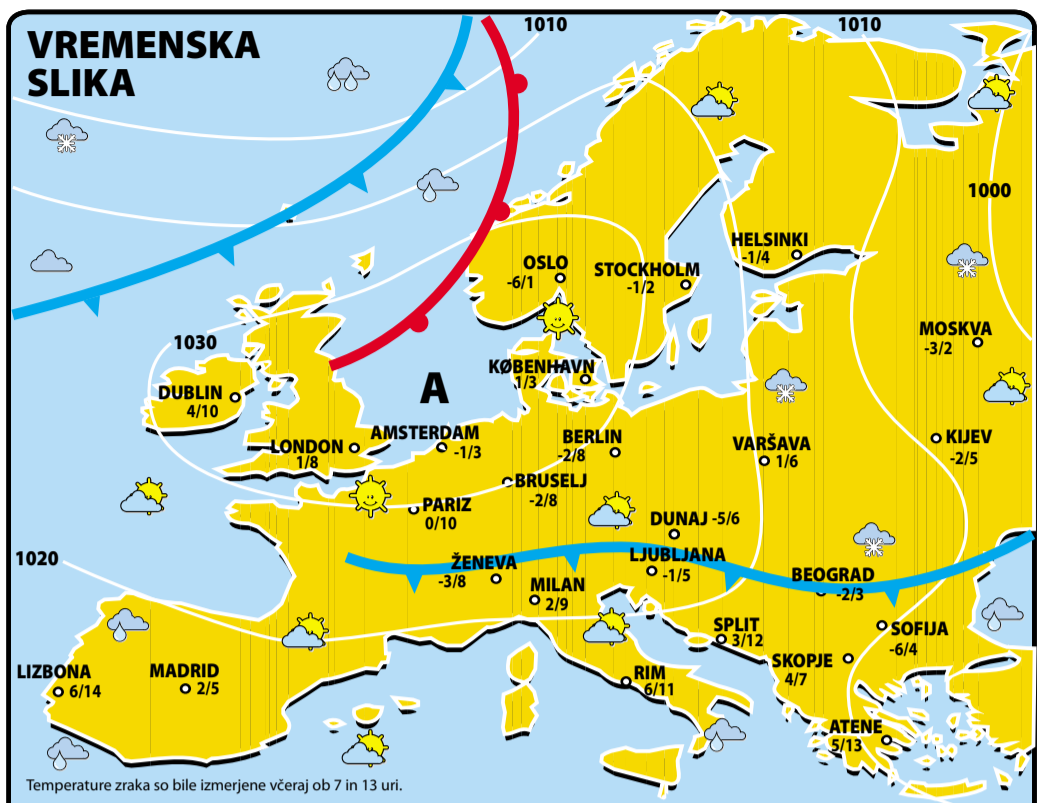 VREMENSKA
SLIKA
1010
1010
1000
HELSINKI
-1/4
OSLO
-6/1
STOCKHOLM
-1/2
MOSKVA
-3/2
1030
KØBENHAVN
1/3
A
DUBLIN
4/10
LONDON
1/8
AMSTERDAM
-1/3
BERLIN
-2/8
VARŠAVA
1/6
KIJEV
-2/5
BRUSELJ
-2/8
PARIZ
0/10
DUNAJ -5/6
1020
ŽENEVA
-3/8
LJUBLJANA
-1/5
MILAN
2/9
BEOGRAD
-2/3
SPLIT
3/12
SOFIJA
-6/4
SKOPJE
4/7
LIZBONA
6/14
MADRID
2/5
RIM
6/11
ATENE
5/13
Temperature zraka so bile izmerjene včeraj ob 7 in 13 uri.